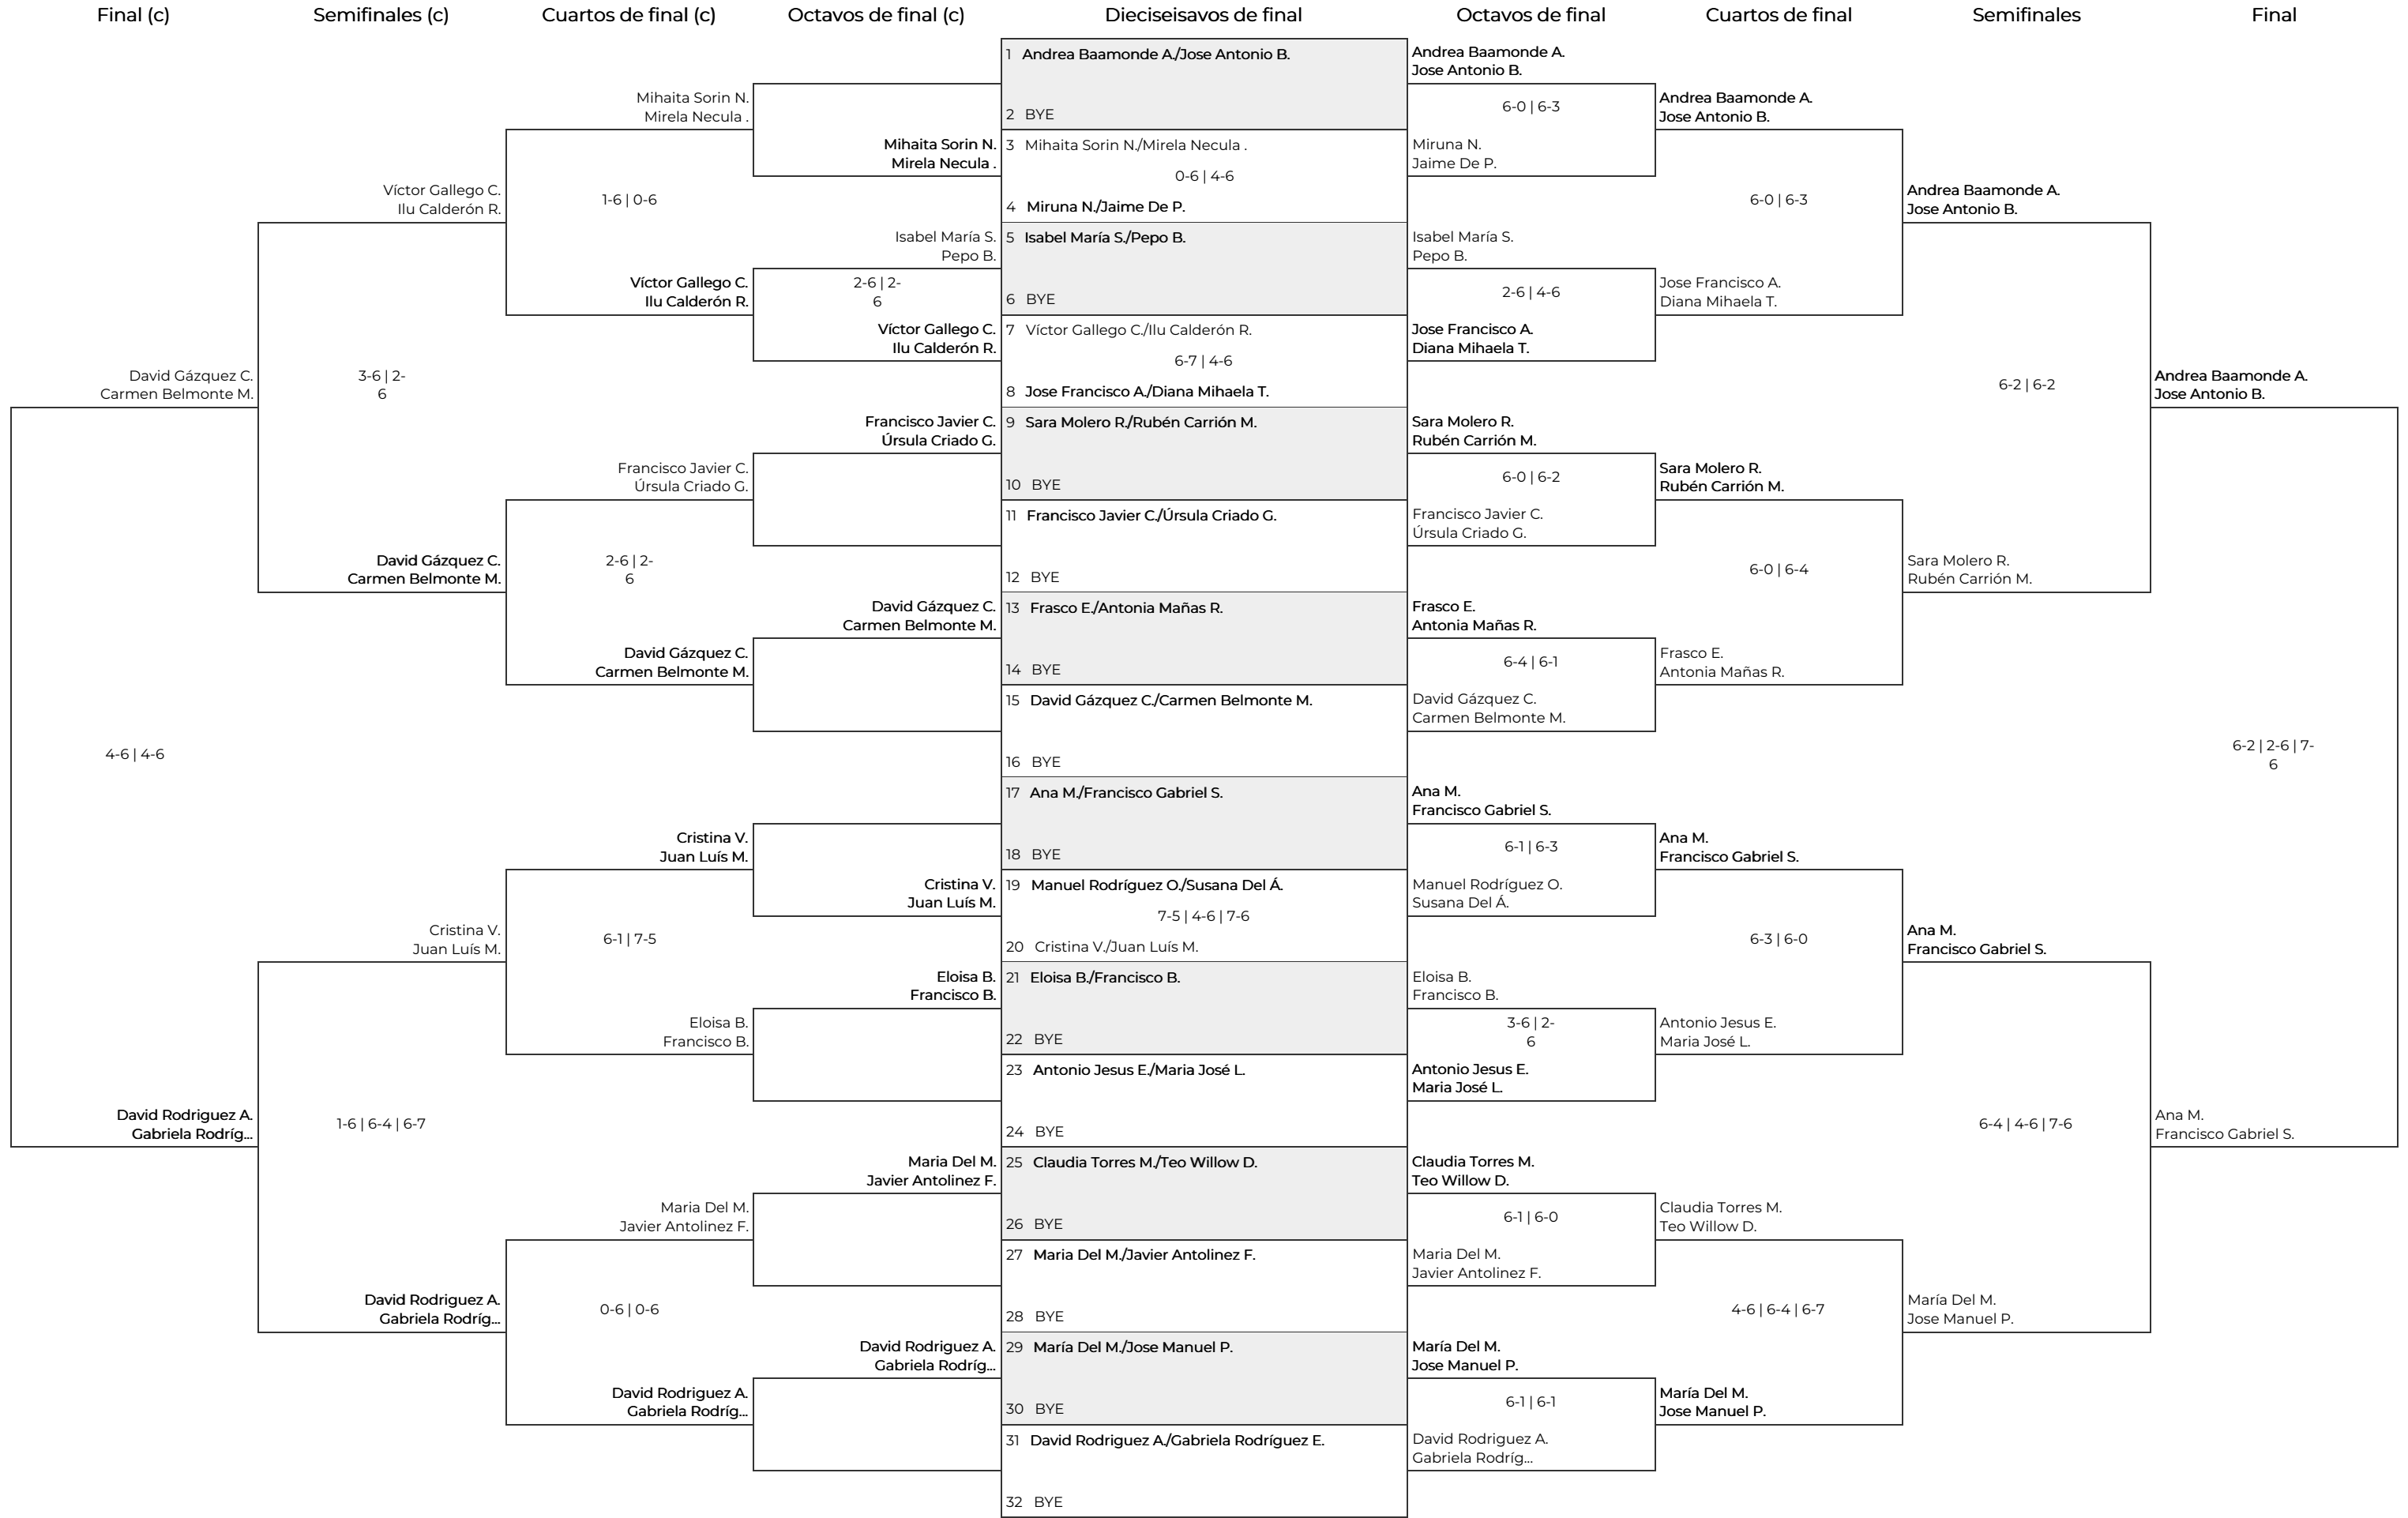 Final (c)
Semifinales (c)
Cuartos de final (c)
Octavos de final (c)
Dieciseisavos de final
Octavos de final
Cuartos de final
Semifinales
Final
David Gázquez C.
Carmen Belmonte M.
4-6 | 4-6
David Rodriguez A.
Gabriela Rodríg...
Víctor Gallego C.
Ilu Calderón R.
3-6 | 2-
6
David Gázquez C.
Carmen Belmonte M.
Cristina V.
Juan Luís M.
1-6 | 6-4 | 6-7
David Rodriguez A.
Gabriela Rodríg...
Mihaita Sorin N.
Mirela Necula .
1-6 | 0-6
Víctor Gallego C.
Ilu Calderón R.
Francisco Javier C.
Úrsula Criado G.
2-6 | 2-
6
David Gázquez C.
Carmen Belmonte M.
Cristina V.
Juan Luís M.
6-1 | 7-5
Eloisa B.
Francisco B.
Maria Del M.
Javier Antolinez F.
0-6 | 0-6
David Rodriguez A.
Gabriela Rodríg...
Mihaita Sorin N.
Mirela Necula .
Isabel María S.
Pepo B.
2-6 | 2-
6
Víctor Gallego C.
Ilu Calderón R.
Francisco Javier C.
Úrsula Criado G.
David Gázquez C.
Carmen Belmonte M.
Cristina V.
Juan Luís M.
Eloisa B.
Francisco B.
Maria Del M.
Javier Antolinez F.
David Rodriguez A.
Gabriela Rodríg...
1 Andrea Baamonde A./Jose Antonio B.
2 BYE
3 Mihaita Sorin N./Mirela Necula .
0-6 | 4-6
4 Miruna N./Jaime De P.
5 Isabel María S./Pepo B.
6 BYE
7 Víctor Gallego C./Ilu Calderón R.
6-7 | 4-6
8 Jose Francisco A./Diana Mihaela T.
9 Sara Molero R./Rubén Carrión M.
10 BYE
11 Francisco Javier C./Úrsula Criado G.
12 BYE
13 Frasco E./Antonia Mañas R.
14 BYE
15 David Gázquez C./Carmen Belmonte M.
16 BYE
17 Ana M./Francisco Gabriel S.
18 BYE
19 Manuel Rodríguez O./Susana Del Á.
7-5 | 4-6 | 7-6
20 Cristina V./Juan Luís M.
21 Eloisa B./Francisco B.
22 BYE
23 Antonio Jesus E./Maria José L.
24 BYE
25 Claudia Torres M./Teo Willow D.
26 BYE
27 Maria Del M./Javier Antolinez F.
28 BYE
29 María Del M./Jose Manuel P.
30 BYE
31 David Rodriguez A./Gabriela Rodríguez E.
32 BYE
Andrea Baamonde A.
Jose Antonio B.
6-0 | 6-3
Miruna N.
Jaime De P.
Isabel María S.
Pepo B.
2-6 | 4-6
Jose Francisco A.
Diana Mihaela T.
Sara Molero R.
Rubén Carrión M.
6-0 | 6-2
Francisco Javier C.
Úrsula Criado G.
Frasco E.
Antonia Mañas R.
6-4 | 6-1
David Gázquez C.
Carmen Belmonte M.
Ana M.
Francisco Gabriel S.
6-1 | 6-3
Manuel Rodríguez O.
Susana Del Á.
Eloisa B.
Francisco B.
3-6 | 2-
6
Antonio Jesus E.
Maria José L.
Claudia Torres M.
Teo Willow D.
6-1 | 6-0
Maria Del M.
Javier Antolinez F.
María Del M.
Jose Manuel P.
6-1 | 6-1
David Rodriguez A.
Gabriela Rodríg...
Andrea Baamonde A.
Jose Antonio B.
6-0 | 6-3
Jose Francisco A.
Diana Mihaela T.
Sara Molero R.
Rubén Carrión M.
6-0 | 6-4
Frasco E.
Antonia Mañas R.
Ana M.
Francisco Gabriel S.
6-3 | 6-0
Antonio Jesus E.
Maria José L.
Claudia Torres M.
Teo Willow D.
4-6 | 6-4 | 6-7
María Del M.
Jose Manuel P.
Andrea Baamonde A.
Jose Antonio B.
6-2 | 6-2
Sara Molero R.
Rubén Carrión M.
Ana M.
Francisco Gabriel S.
6-4 | 4-6 | 7-6
María Del M.
Jose Manuel P.
Andrea Baamonde A.
Jose Antonio B.
6-2 | 2-6 | 7-
6
Ana M.
Francisco Gabriel S.